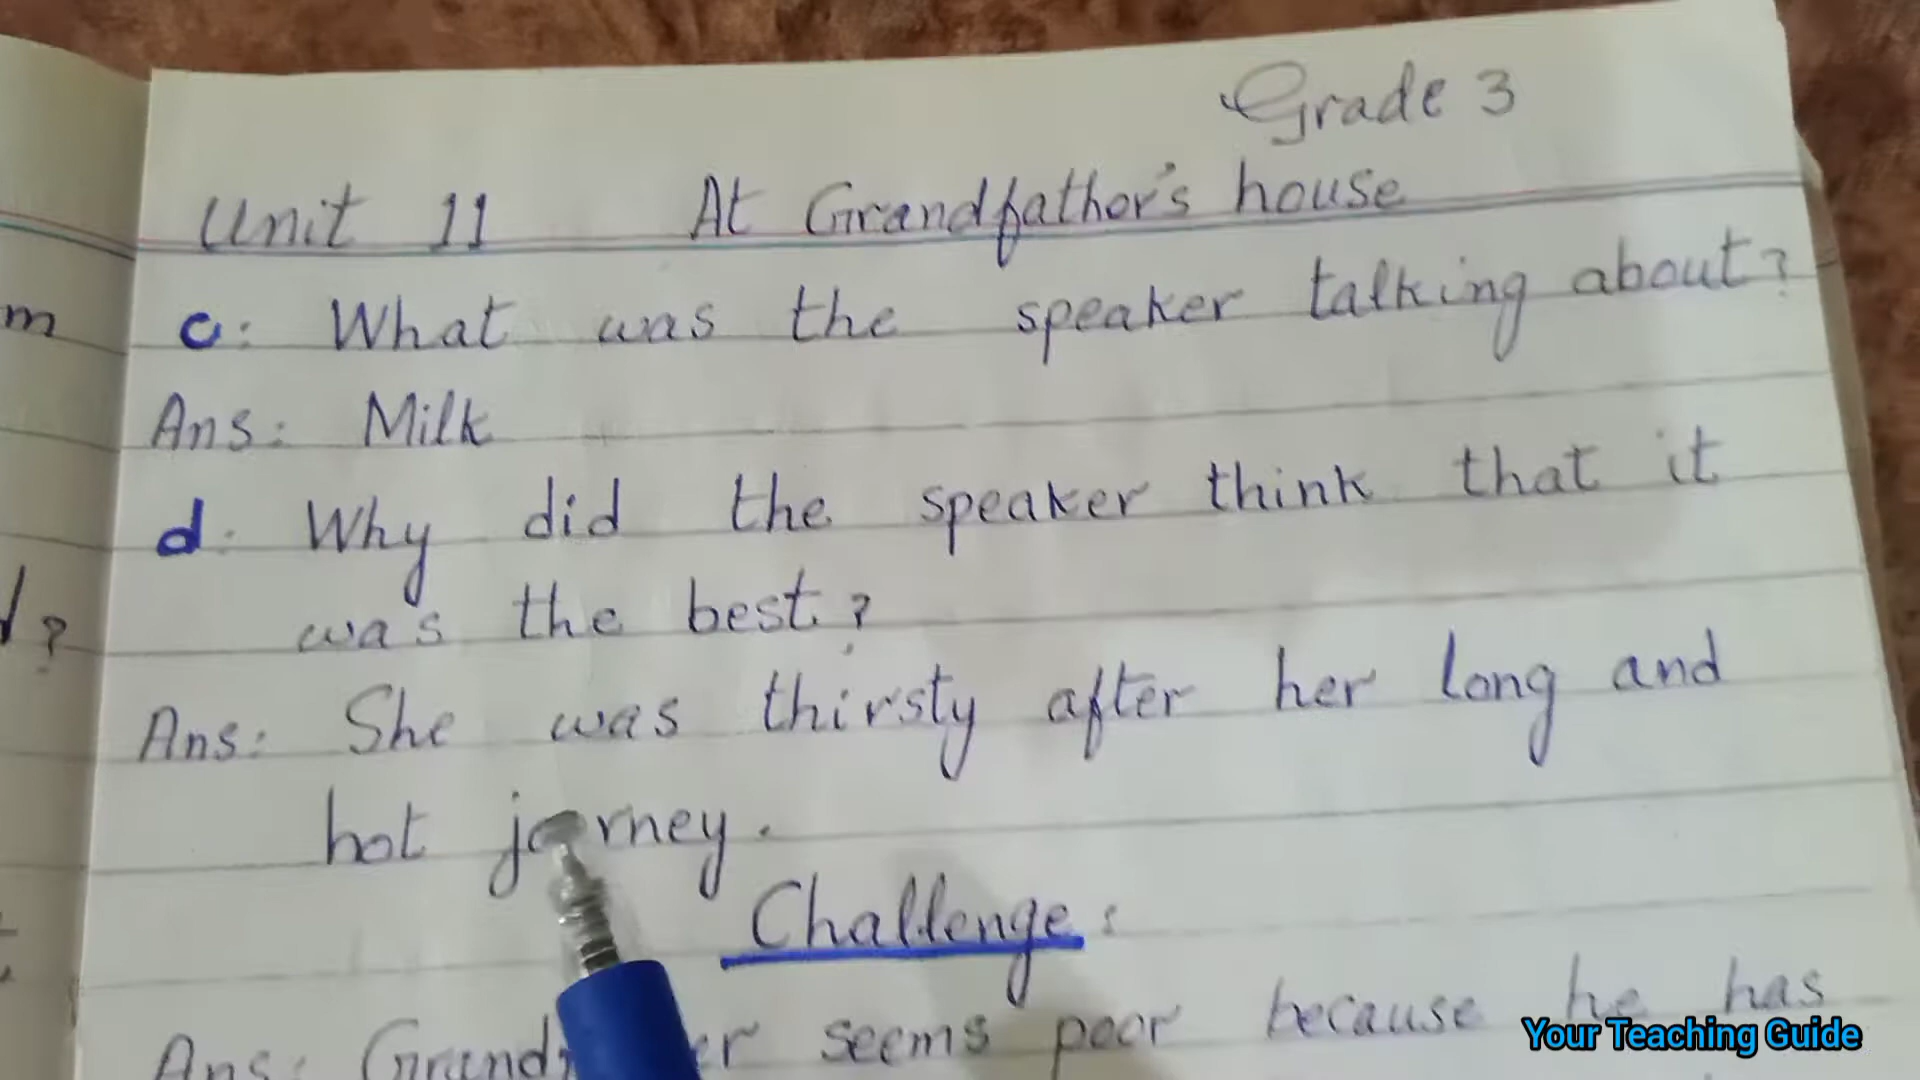 Grade 3
Unit 11 At Grandfathor's house
m
c: What was the speaker talking about?
Ans: Milk
d. Why did the speaker think that it
was the best?
?
Ans: She was thirsty after her long and
hot
Challenge:
Ans: seems poor because he has
Your Teaching Guide